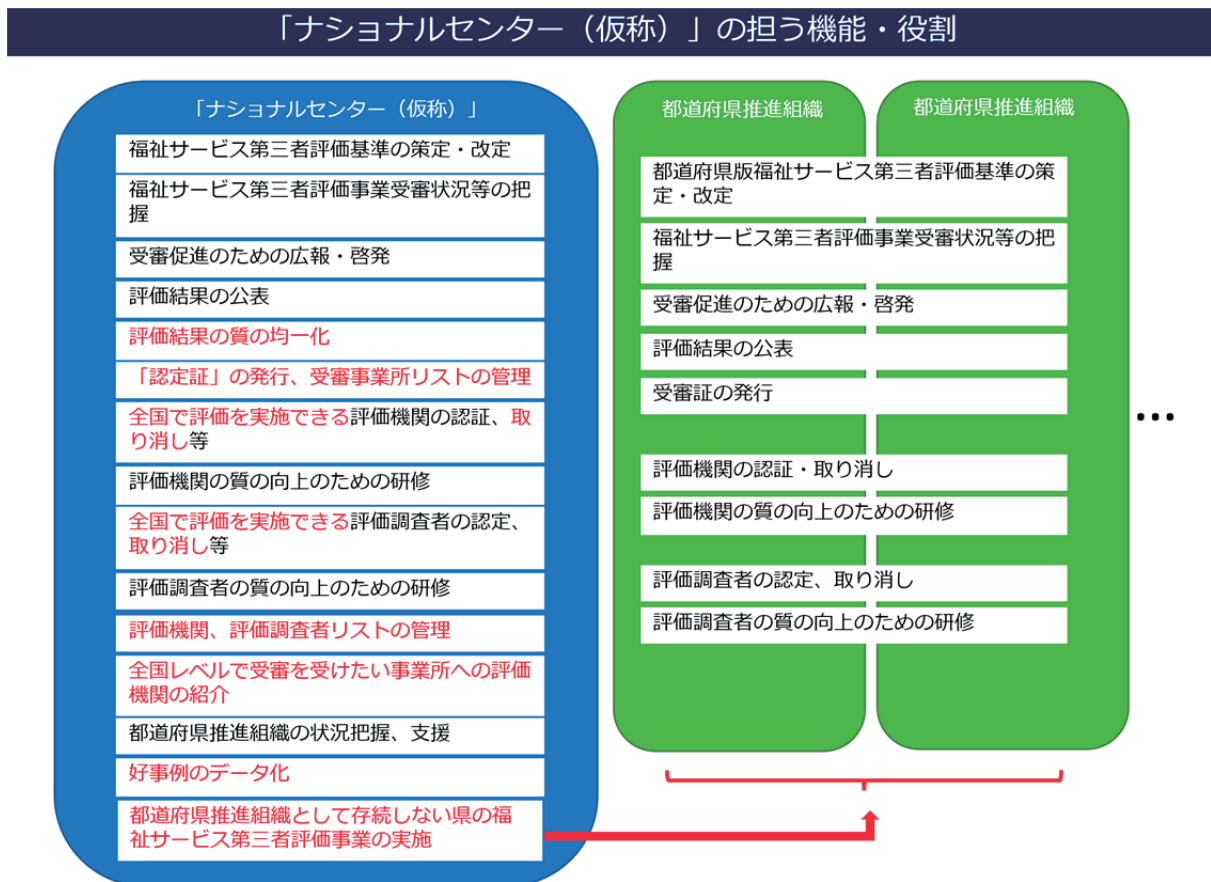 「ナショナルセンター（仮称）」の担う機能・役割
「ナショナルセンター（仮称）」
福祉サービス第三者評価基準の策定・改定
福祉サービス第三者評価事業受審状況等の把
握
受審促進のための広報・啓発
評価結果の公表
評価結果の質の均一化
「認定証」の発行、受審事業所リストの管理
全国で評価を実施できる評価機関の認証、取
り消し等
評価機関の質の向上のための研修
全国で評価を実施できる評価調査者の認定、
取り消し等
評価調査者の質の向上のための研修
評価機関、評価調査者リストの管理
全国レベルで受審を受けたい事業所への評価
機関の紹介
都道府県推進組織の状況把握、支援
好事例のデータ化
都道府県推進組織として存続しない県の福
祉サービス第三者評価事業の実施
都道府県推進組織
都道府県推進組織
都道府県版福祉サービス第三者評価基準の策
定・改定
福祉サービス第三者評価事業受審状況等の把
握
受審促進のための広報・啓発
評価結果の公表
受審証の発行
評価機関の認証・取り消し
評価機関の質の向上のための研修
評価調査者の認定、取り消し
評価調査者の質の向上のための研修
…